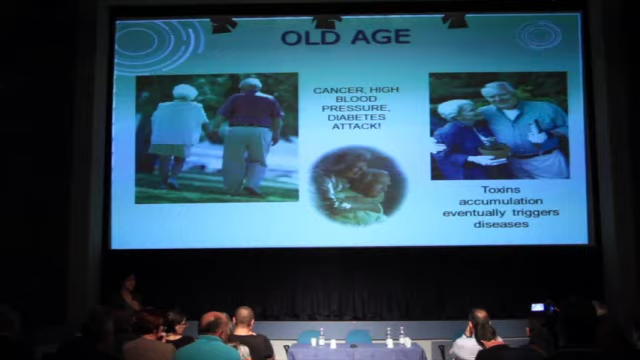 OLD AGE
CANCER, HIGH
BLOOD
PRESSURE,
DIABETES
ATTACK!
Toxins
accumulation
eventually triggers
diseases